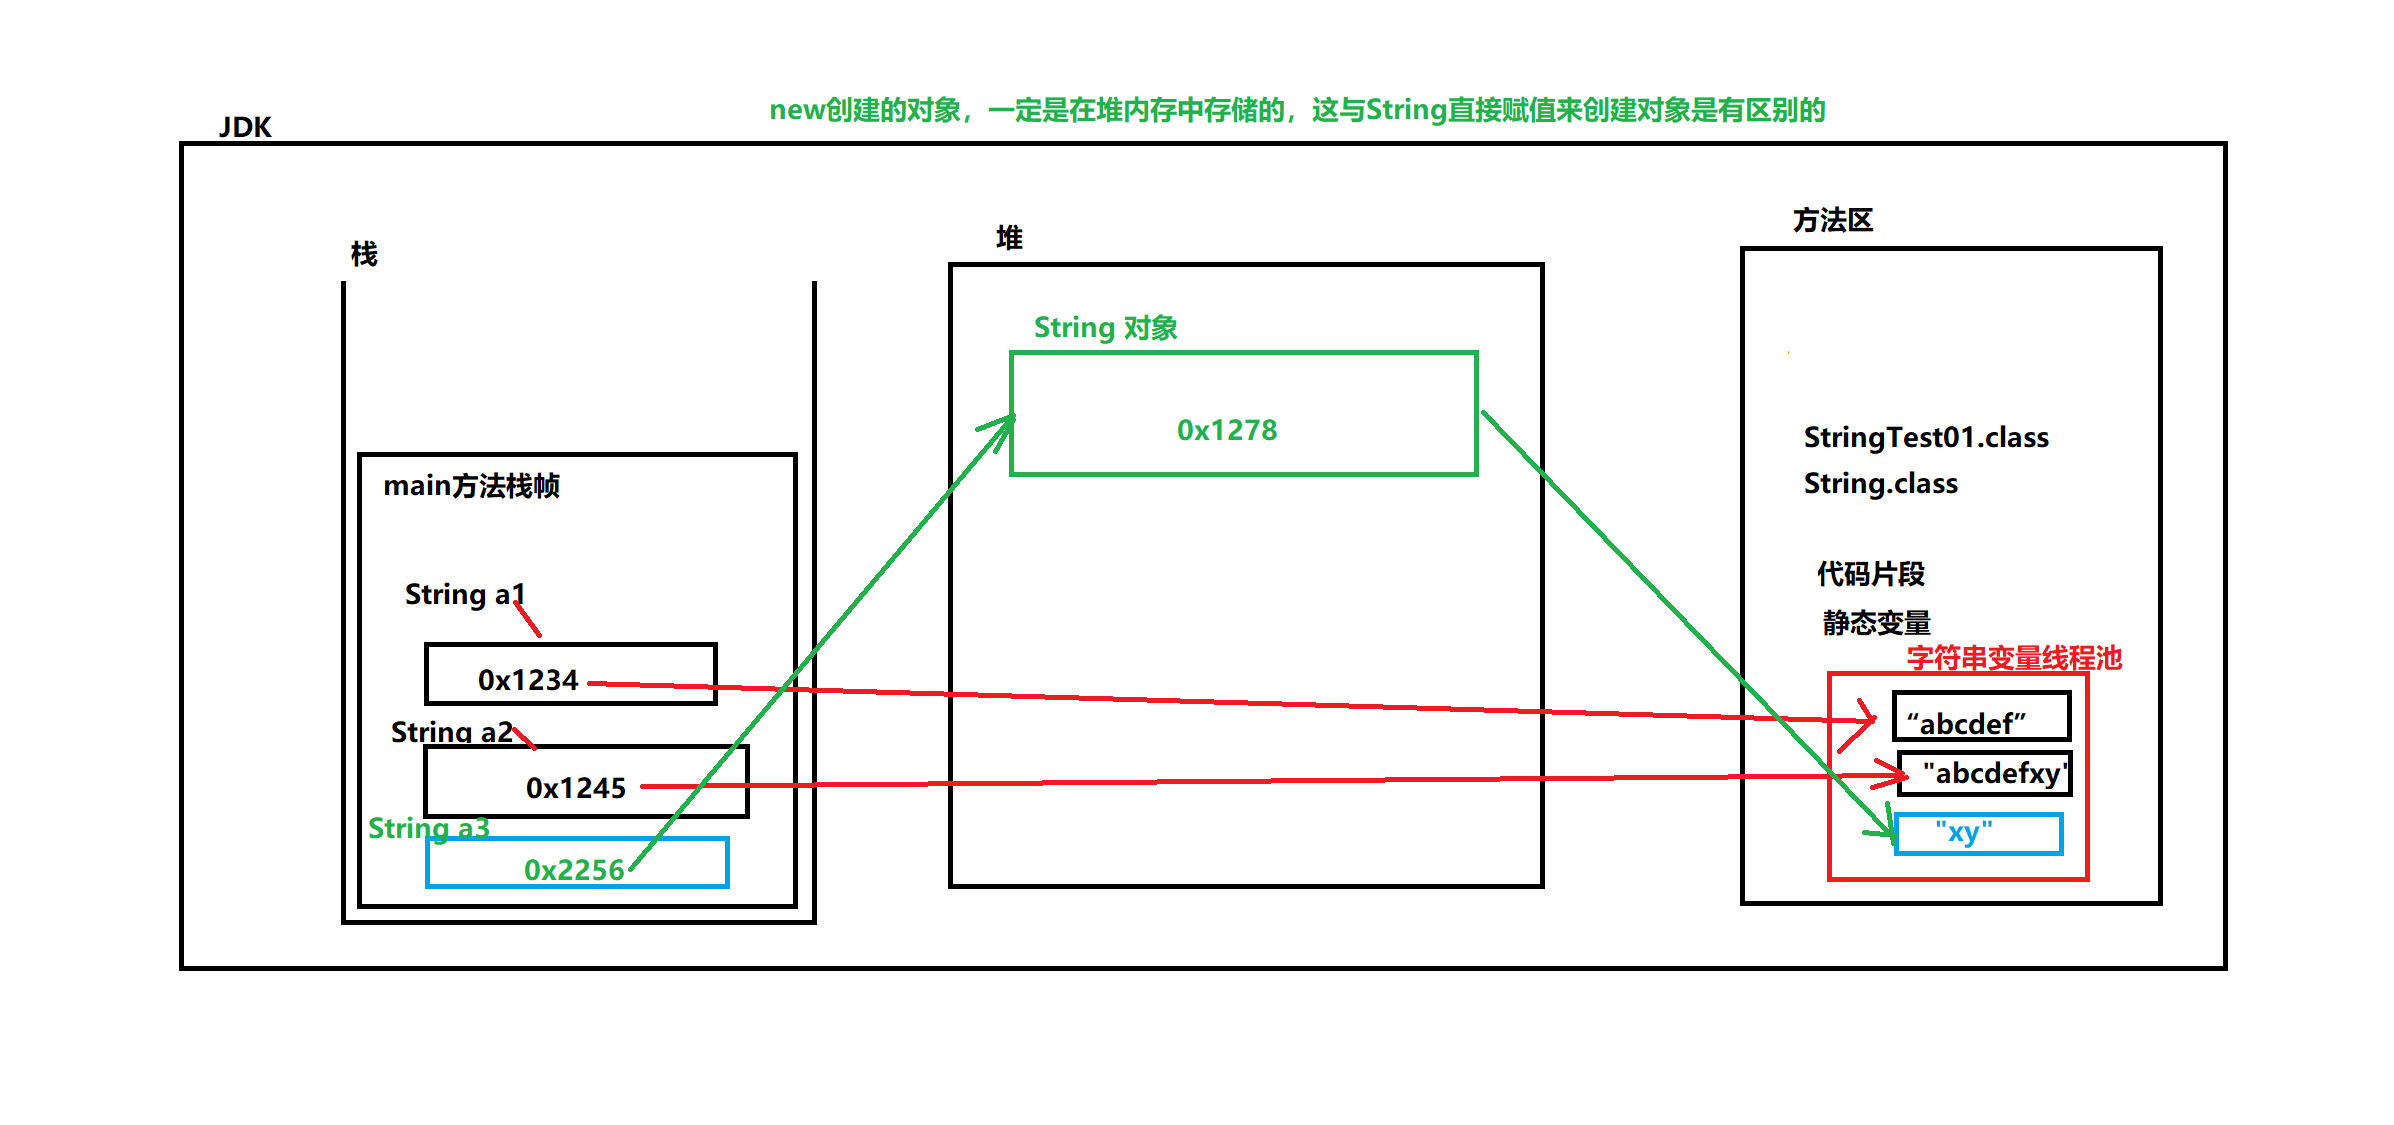 new创建的对象，一定是在堆内存中存储的，这与String直接赋值来创建对象是有区别的
JDK
栈
main方法栈帧
String a1
0x1234
String a2
0x1245
String a3
0x2256
堆
String 对象
0x1278
方法区
StringTest01.class
String.class
代码片段
静态变量
字符串变量线程池
“abcdef”
"abcdefxy"
"xy"